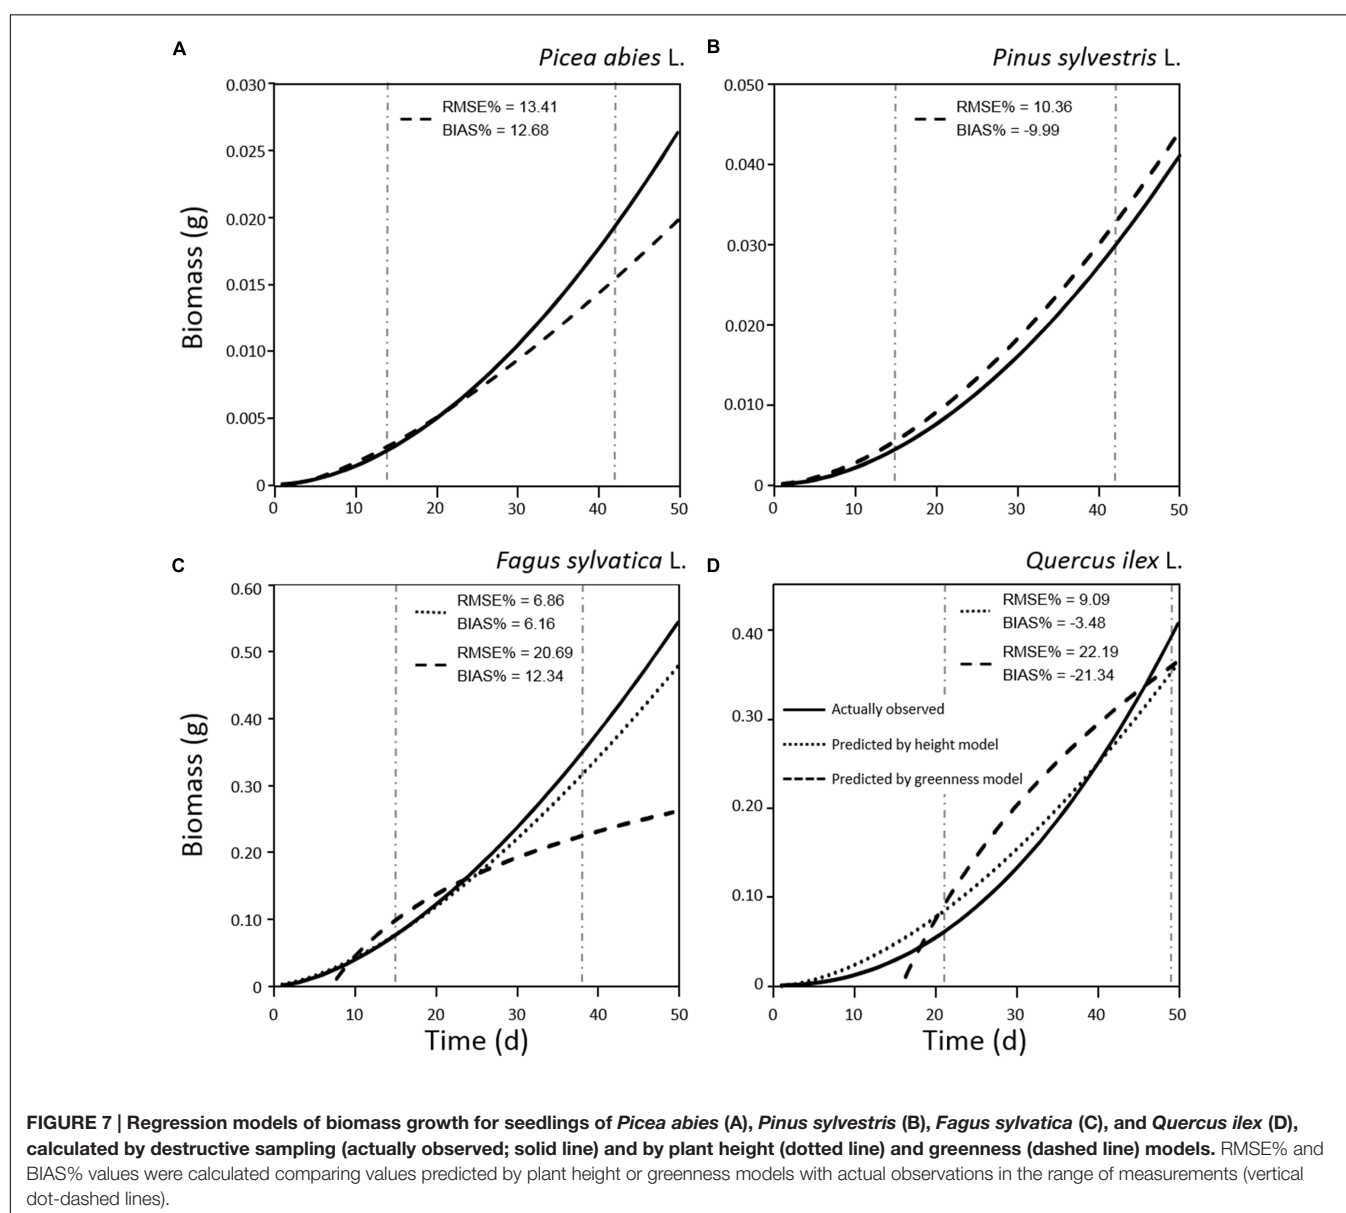 A
Picea abies L.
RMSE% = 13.41
BIAS% = 12.68
Biomass (g)
0.030
0.025
0.020
0.015
0.010
0.005
0
0 10 20 30 40 50
B
Pinus sylvestris L.
RMSE% = 10.36
BIAS% = -9.99
0.050
0.040
0.030
0.020
0.010
0
0 10 20 30 40 50
C
Fagus sylvatica L.
RMSE% = 6.86
BIAS% = 6.16
RMSE% = 20.69
BIAS% = 12.34
Biomass (g)
0.60
0.50
0.40
0.30
0.20
0.10
0
0 10 20 30 40 50
Time (d)
D
Quercus ilex L.
RMSE% = 9.09
BIAS% = -3.48
RMSE% = 22.19
BIAS% = -21.34
Actually observed
Predicted by height model
Predicted by greenness model
0.40
0.30
0.20
0.10
0
0 10 20 30 40 50
Time (d)
FIGURE 7 | Regression models of biomass growth for seedlings of Picea abies (A), Pinus sylvestris (B), Fagus sylvatica (C), and Quercus ilex (D),
calculated by destructive sampling (actually observed; solid line) and by plant height (dotted line) and greenness (dashed line) models. RMSE% and
BIAS% values were calculated comparing values predicted by plant height or greenness models with actual observations in the range of measurements (vertical
dot-dashed lines).